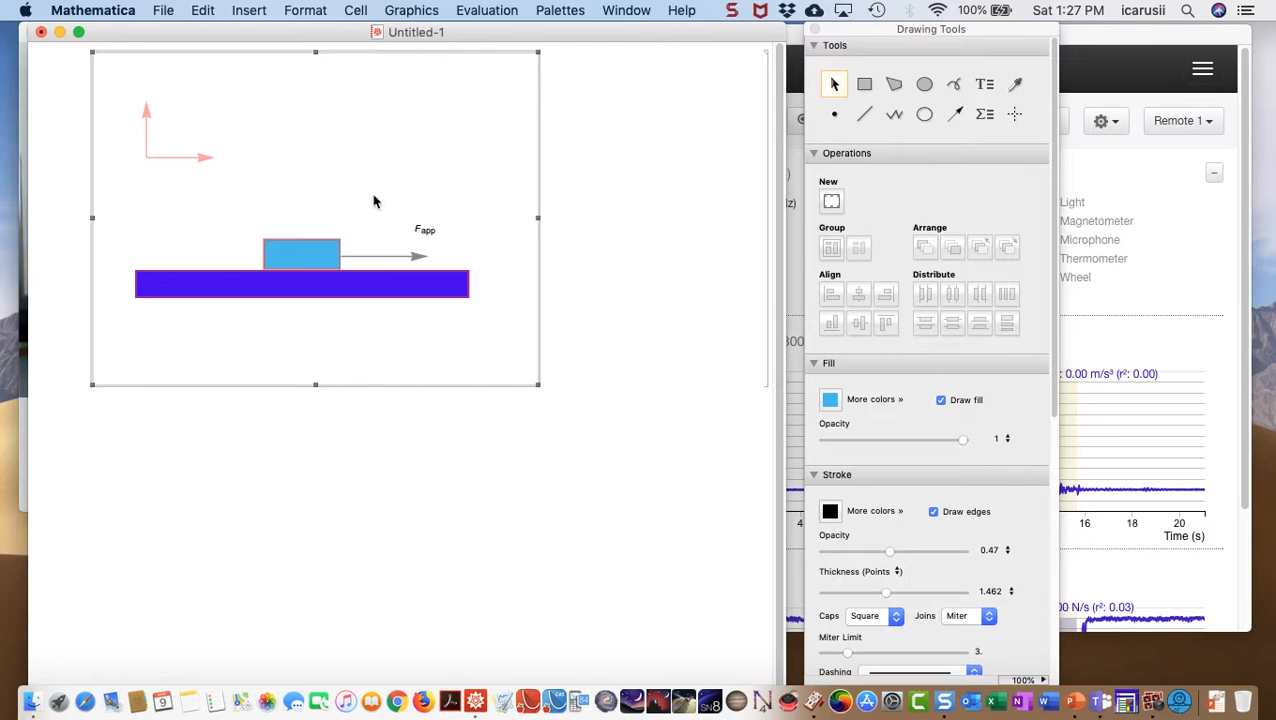 Mathematica File Edit Insert Format Cell Graphics Evaluation Palettes Window Help 100% Sat 1:27 PM icarusii
Untitled-1
Drawing Tools
Tools
Operations
New
Group
Arrange
Align
Distribute
Fill
More colors »
Draw fill
Opacity
1
Stroke
More colors »
Draw edges
Opacity
0.47
Thickness (Points)
1.462
Caps Square Joins Miter
Miter Limit
3.
Dashing
100%
Fapp
Remote 1
Light
Magnetometer
Microphone
Thermometer
Wheel
: 0.00 m/s³ (r²: 0.00)
4
16 18 20
Time (s)
00 N/s (r²: 0.03)
SN8